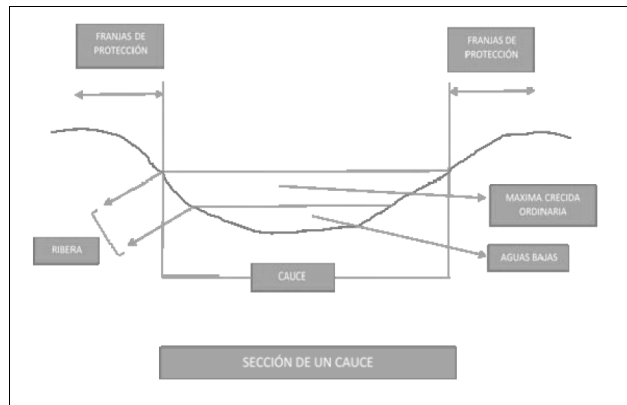 FRANJAS DE
PROTECCIÓN
FRANJAS DE
PROTECCIÓN
MAXIMA CRECIDA
ORDINARIA
RIBERA
AGUAS BAJAS
CAUCE
SECCIÓN DE UN CAUCE